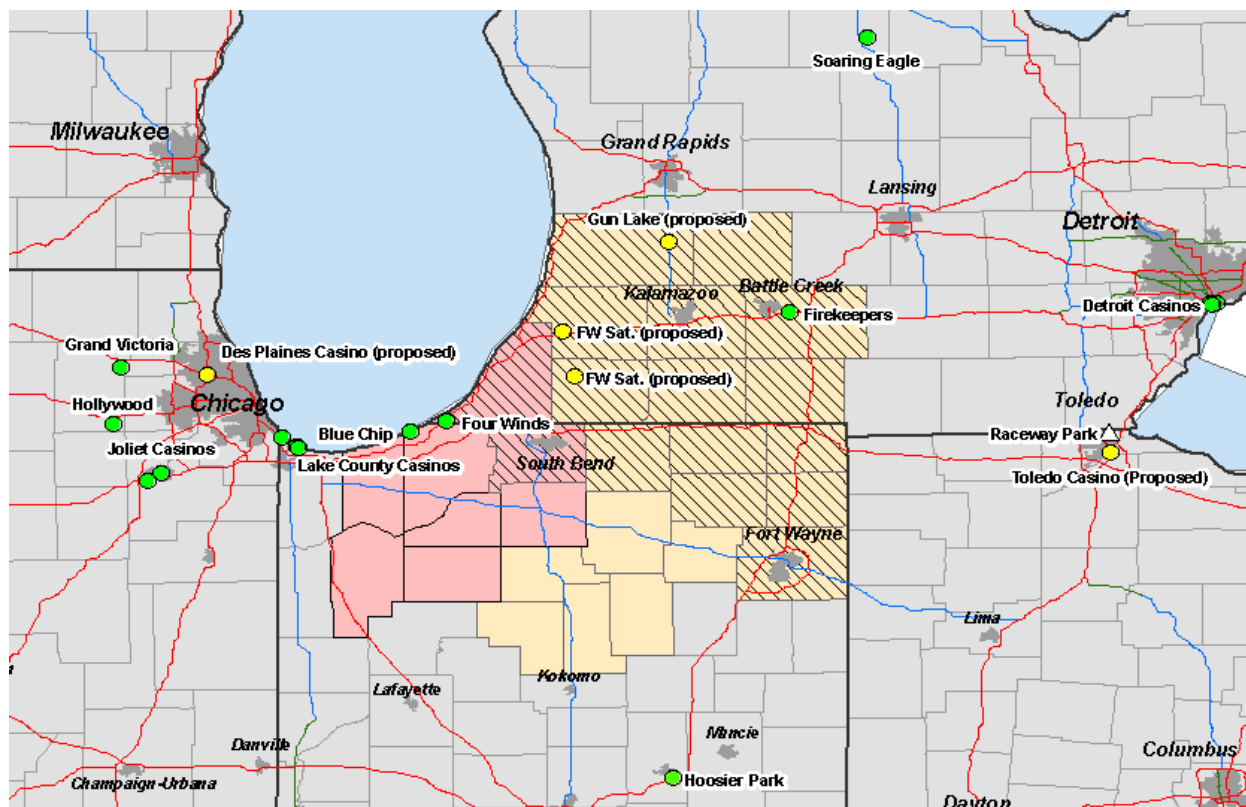 Soaring Eagle
Milwaukee
Grand Rapids
Lansing
Gun Lake (proposed)
Detroit
Battle Creek
Kalamazoo
Detroit Casinos
Firekeepers
FW Sat. (proposed)
Grand Victoria
Des Plaines Casino (proposed)
FW Sat. (proposed)
Hollywood
Chicago
Toledo
Four Winds
Blue Chip
Raceway Park
Joliet Casinos
South Bend
Lake County Casinos
Toledo Casino (Proposed)
Fort Wayne
Lima
Kokomo
Lafayette
Muncie
Danville
Columbus
Champaign-Urbana
Hoosier Park
Dayton